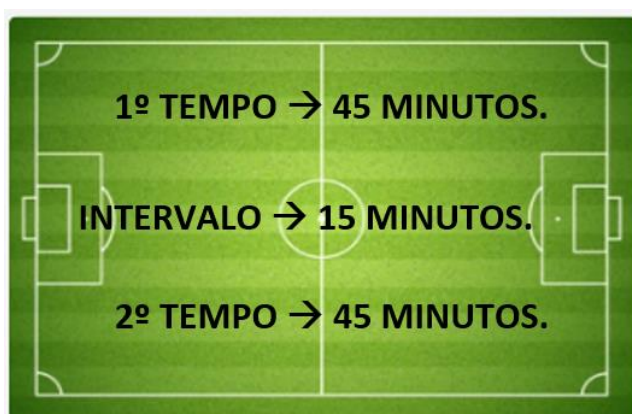 1º TEMPO → 45 MINUTOS.
INTERVALO → 15 MINUTOS.
2º TEMPO → 45 MINUTOS.